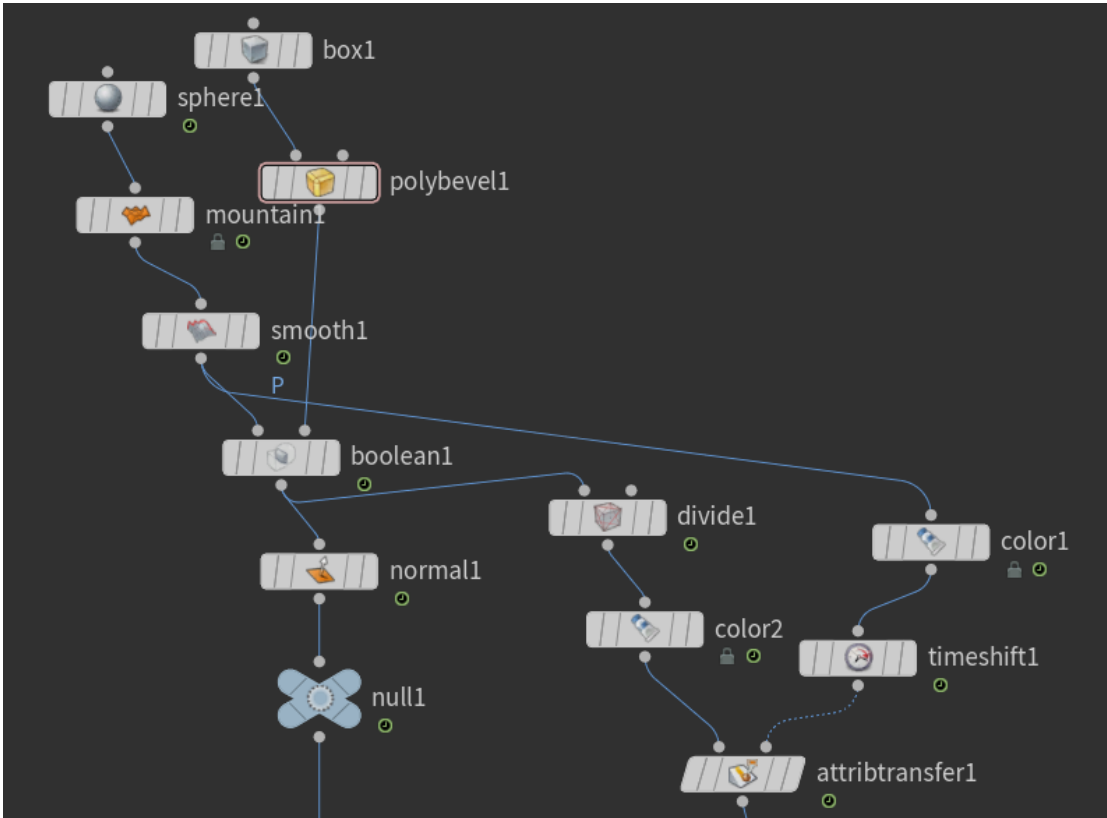 box1
sphere1
polybevel1
mountain1
smooth1
P
boolean1
divide1
color1
normal1
color2
timeshift1
null1
attribtransfer1